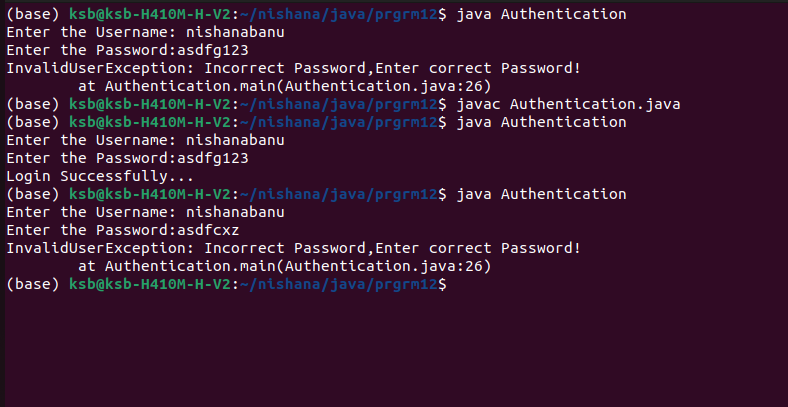 (base) ksb@ksb-H410M-H-V2:~/nishana/java/prgrm12$ java Authentication
Enter the Username: nishanabanu
Enter the Password:asdfg123
InvalidUserException: Incorrect Password,Enter correct Password!
        at Authentication.main(Authentication.java:26)
(base) ksb@ksb-H410M-H-V2:~/nishana/java/prgrm12$ javac Authentication.java
(base) ksb@ksb-H410M-H-V2:~/nishana/java/prgrm12$ java Authentication
Enter the Username: nishanabanu
Enter the Password:asdfg123
Login Successfully...
(base) ksb@ksb-H410M-H-V2:~/nishana/java/prgrm12$ java Authentication
Enter the Username: nishanabanu
Enter the Password:asdfcxz
InvalidUserException: Incorrect Password,Enter correct Password!
        at Authentication.main(Authentication.java:26)
(base) ksb@ksb-H410M-H-V2:~/nishana/java/prgrm12$